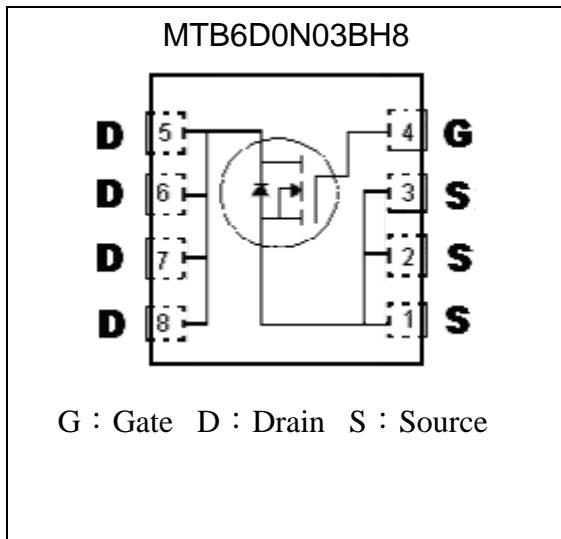 MTB6D0N03BH8
D 5 4 G
D 6 3 S
D 7 2 S
D 8 1 S
G：Gate D：Drain S：Source